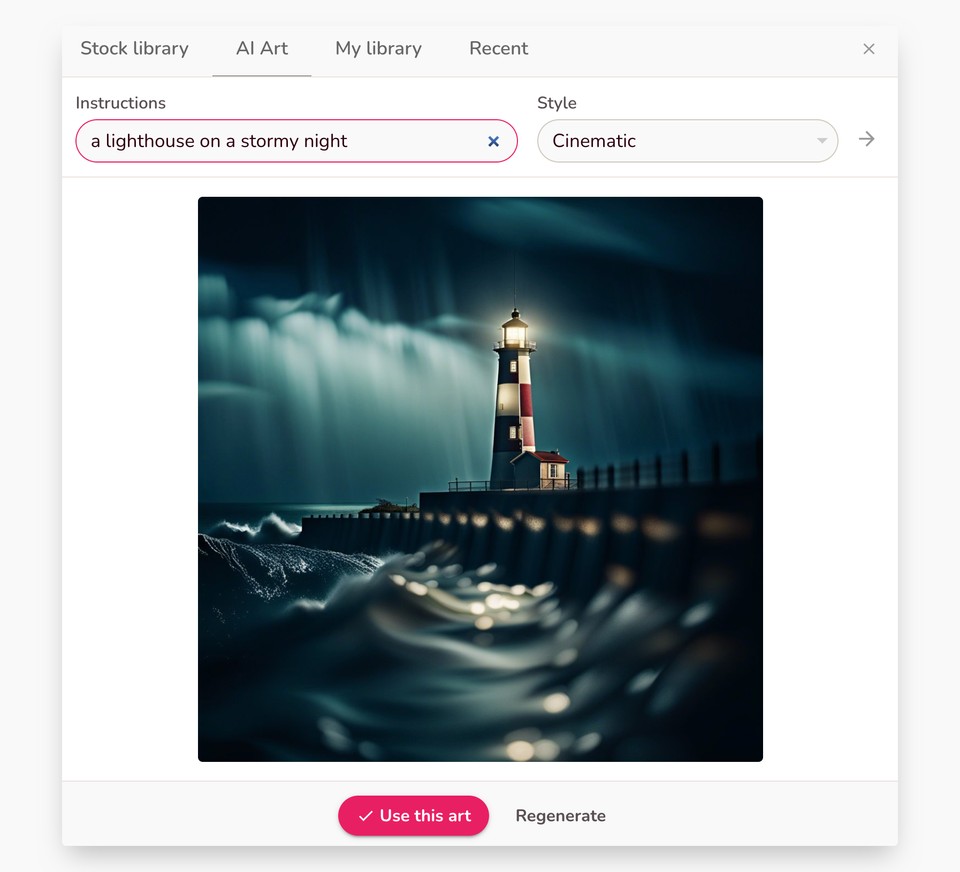 Stock library AI Art My library Recent
Instructions Style
a lighthouse on a stormy night Cinematic
Use this art Regenerate